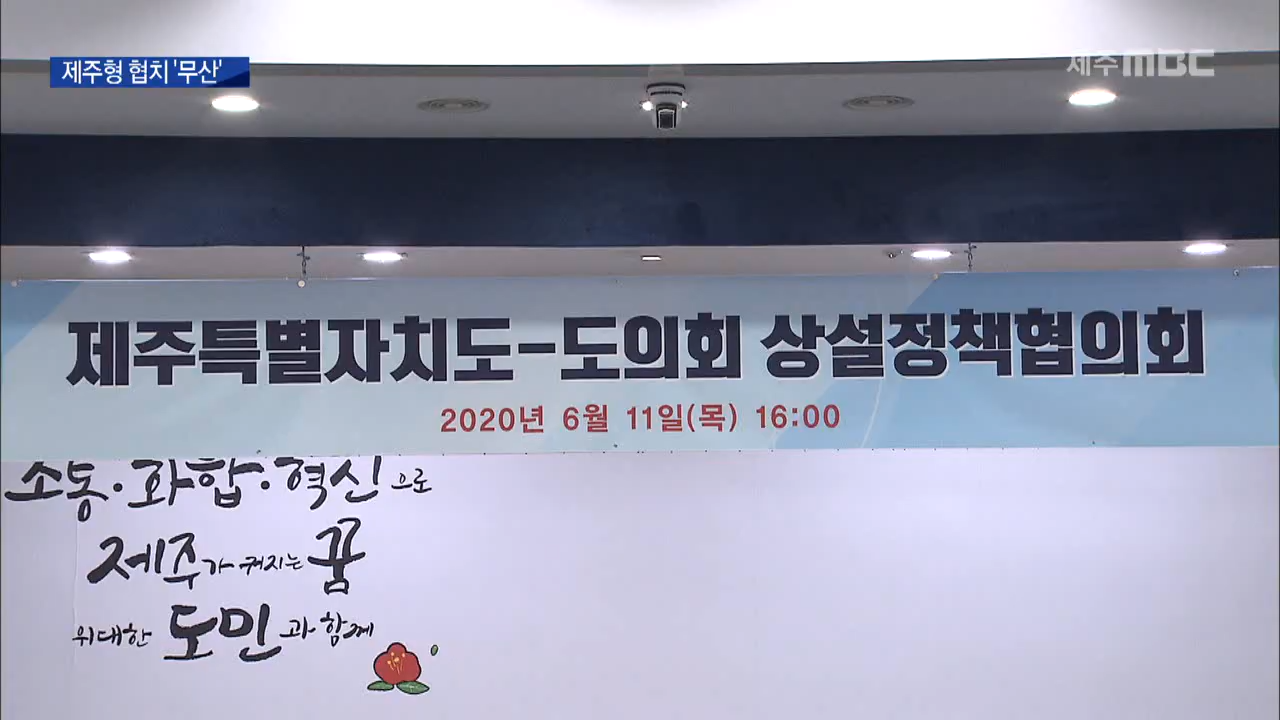 제주형 협치 '무산'
제주MBC
제주특별자치도-도의회 상설정책협의회
2020년 6월 11일(목) 16:00
소통·화합·혁신으로
제주가 커지는 꿈
위대한 도민과 함께